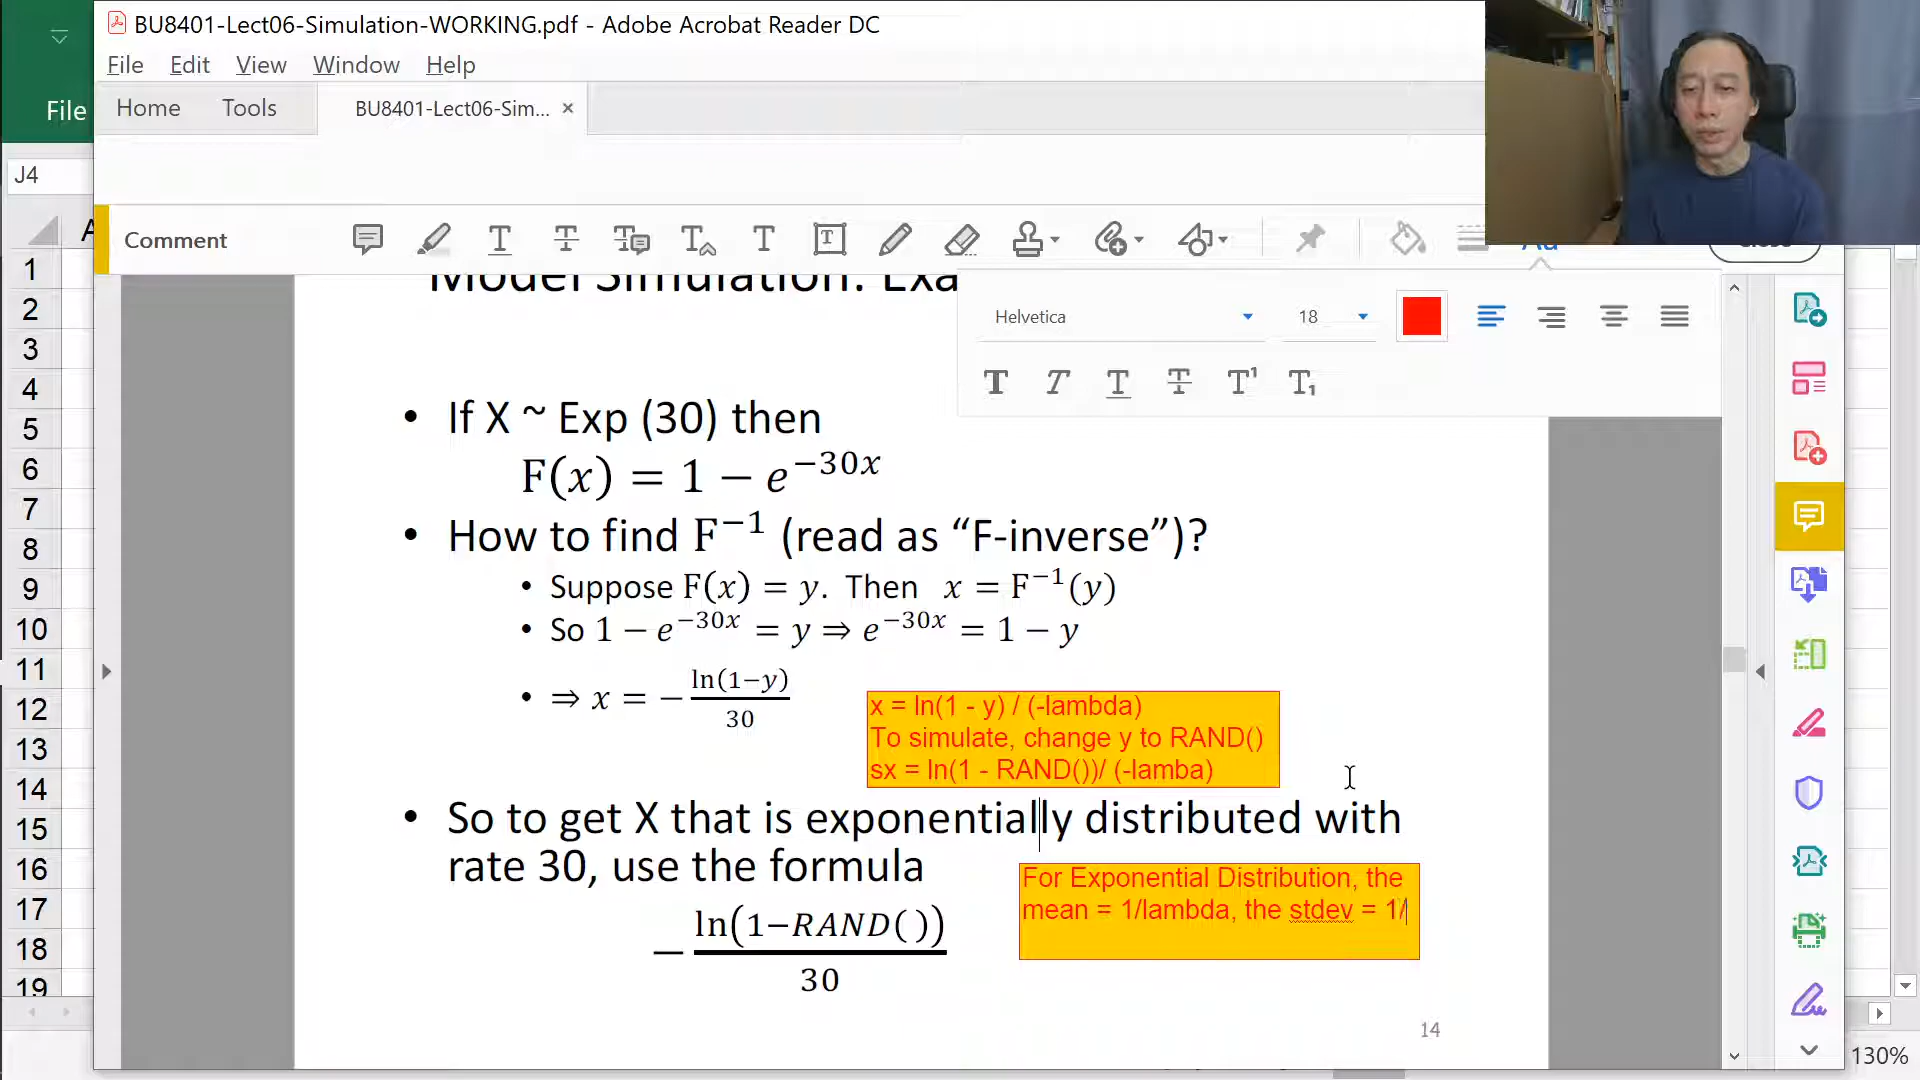 BU8401-Lect06-Simulation-WORKING.pdf - Adobe Acrobat Reader DC
File Edit View Window Help
File
Home Tools BU8401-Lect06-Sim... ×
J4
Comment
A
Model Simulation: Exa
Helvetica 18
1
2
3
4
5
6
7
8
9
10
11
12
13
14
15
16
17
18
19
• If X ~ Exp (30) then
F(x) = 1 − e^{−30x}
• How to find F^{−1} (read as “F-inverse”)?
• Suppose F(x) = y. Then x = F^{−1}(y)
• So 1 − e^{−30x} = y ⇒ e^{−30x} = 1 − y
• ⇒ x = − ln(1−y)/30
x = ln(1 - y) / (-lambda)
To simulate, change y to RAND()
sx = ln(1 - RAND())/ (-lamba)
• So to get X that is exponentially distributed with
rate 30, use the formula
− ln(1−RAND())/30
For Exponential Distribution, the
mean = 1/lambda, the stdev = 1/
14
130%